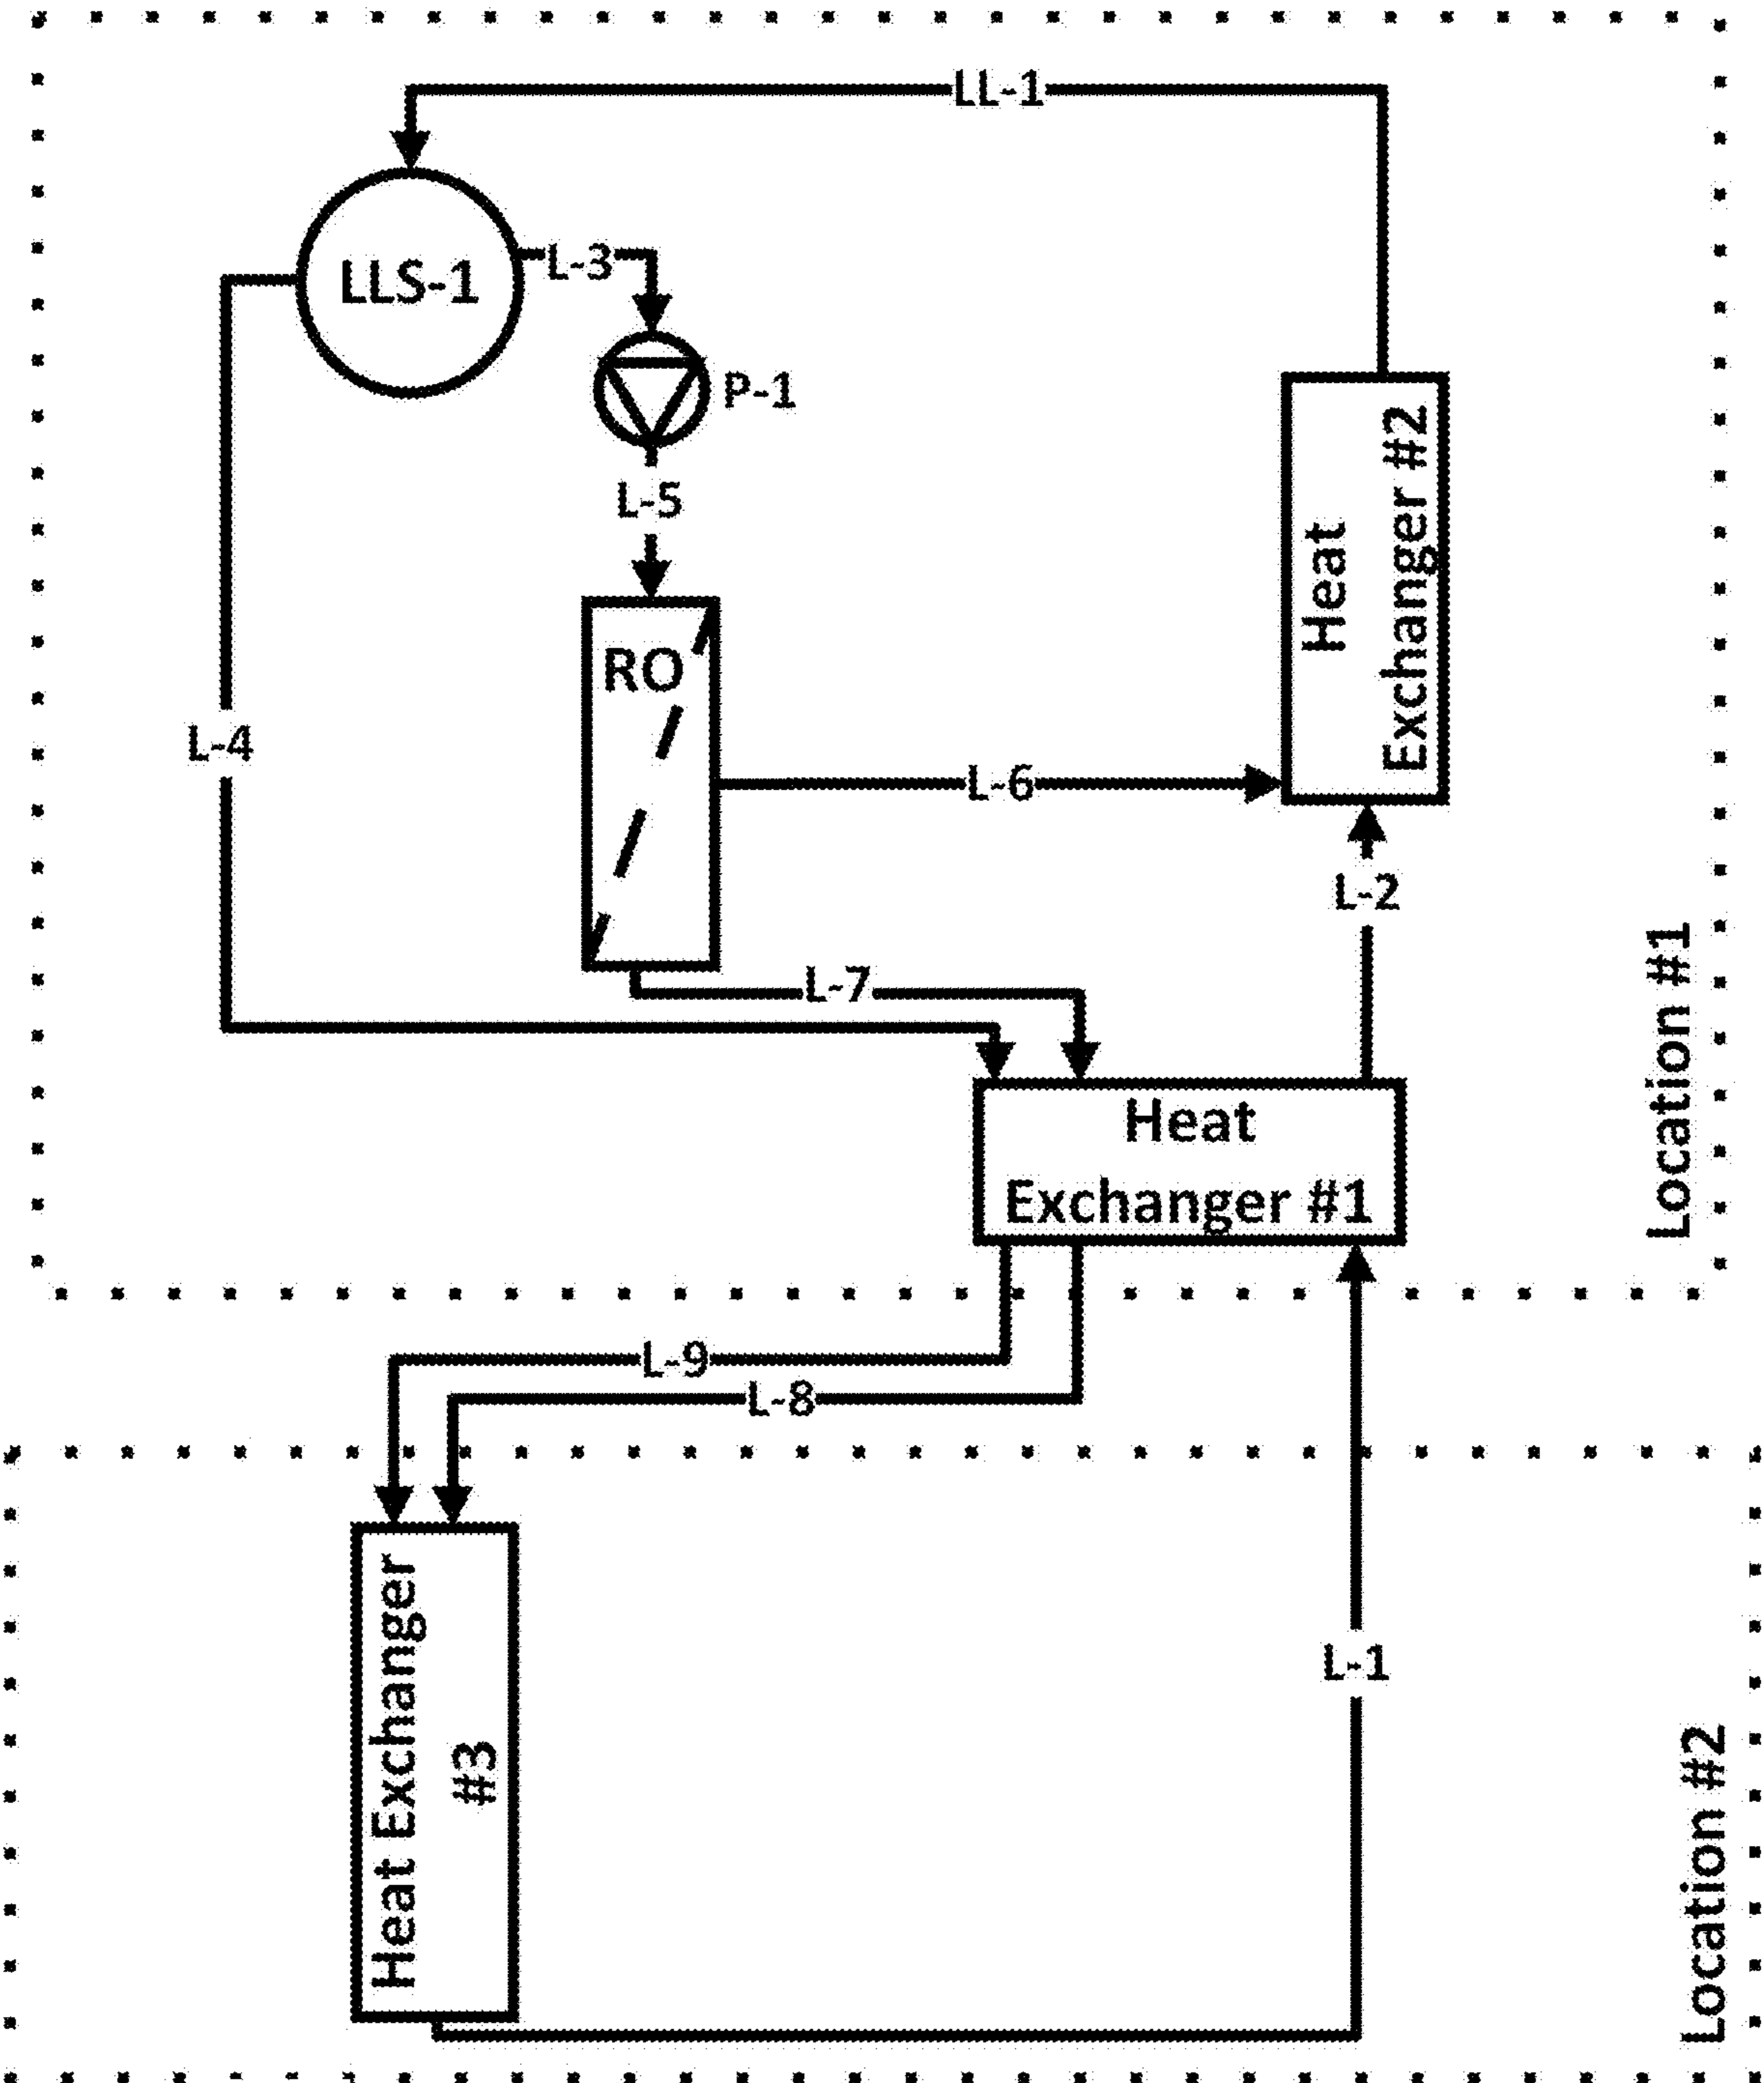 LL-1
LLS-1
L-3
P-1
L-5
Heat
Exchanger #2
RO
L-4
L-6
L-2
L-7
Location #1
Heat
Exchanger #1
L-9
L-8
Heat Exchanger
#3
L-1
Location #2